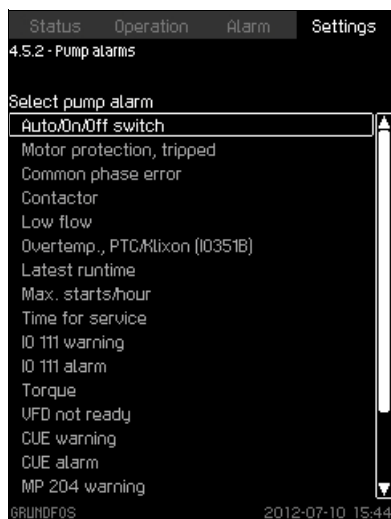 Status Operation Alarm Settings
4.5.2 - Pump alarms
Select pump alarm
Auto/On/Off switch
Motor protection, tripped
Common phase error
Contactor
Low flow
Overtemp., PTC/Klixon (IO351B)
Latest runtime
Max. starts/hour
Time for service
IO 111 warning
IO 111 alarm
Torque
VFD not ready
CUE warning
CUE alarm
MP 204 warning
GRUNDFOS 2012-07-10 15:44